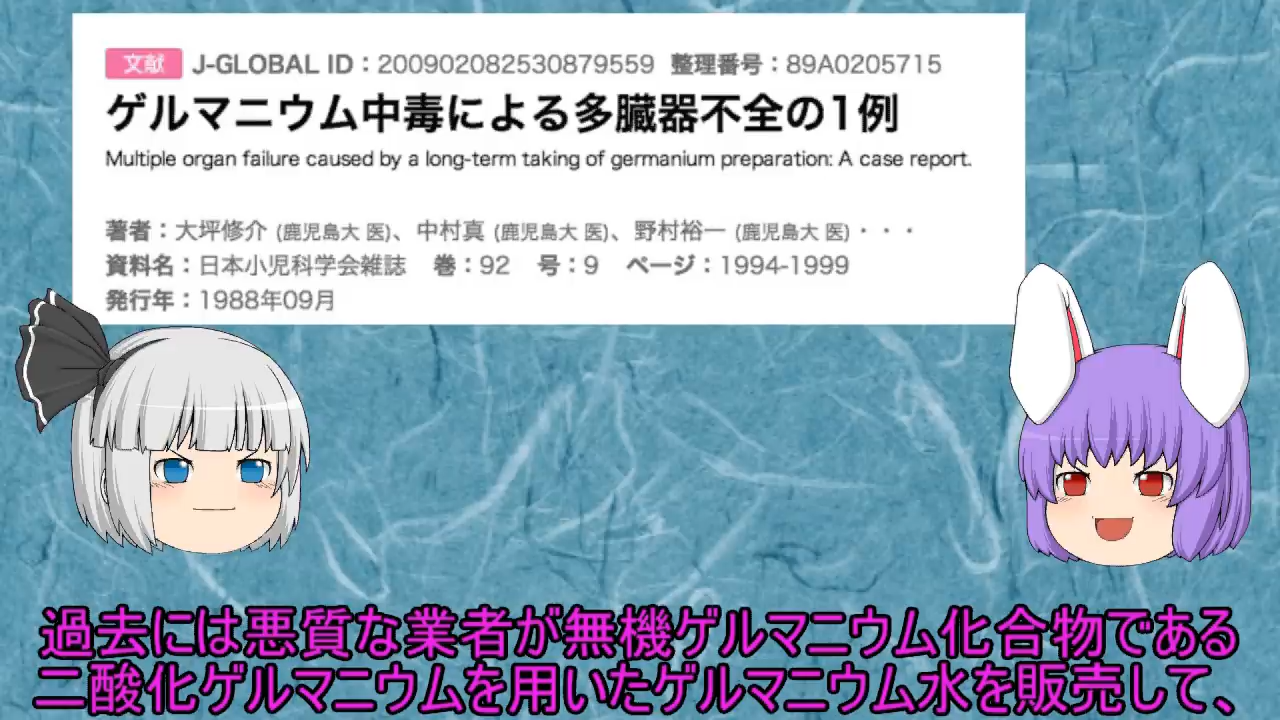 文献 J-GLOBAL ID：200902082530879559 整理番号：89A0205715
ゲルマニウム中毒による多臓器不全の1例
Multiple organ failure caused by a long-term taking of germanium preparation: A case report.
著者：大坪修介 (鹿児島大 医)、中村真 (鹿児島大 医)、野村裕一 (鹿児島大 医)・・・
資料名：日本小児科学会雑誌 巻：92 号：9 ページ：1994-1999
発行年：1988年09月
過去には悪質な業者が無機ゲルマニウム化合物である
二酸化ゲルマニウムを用いたゲルマニウム水を販売して、